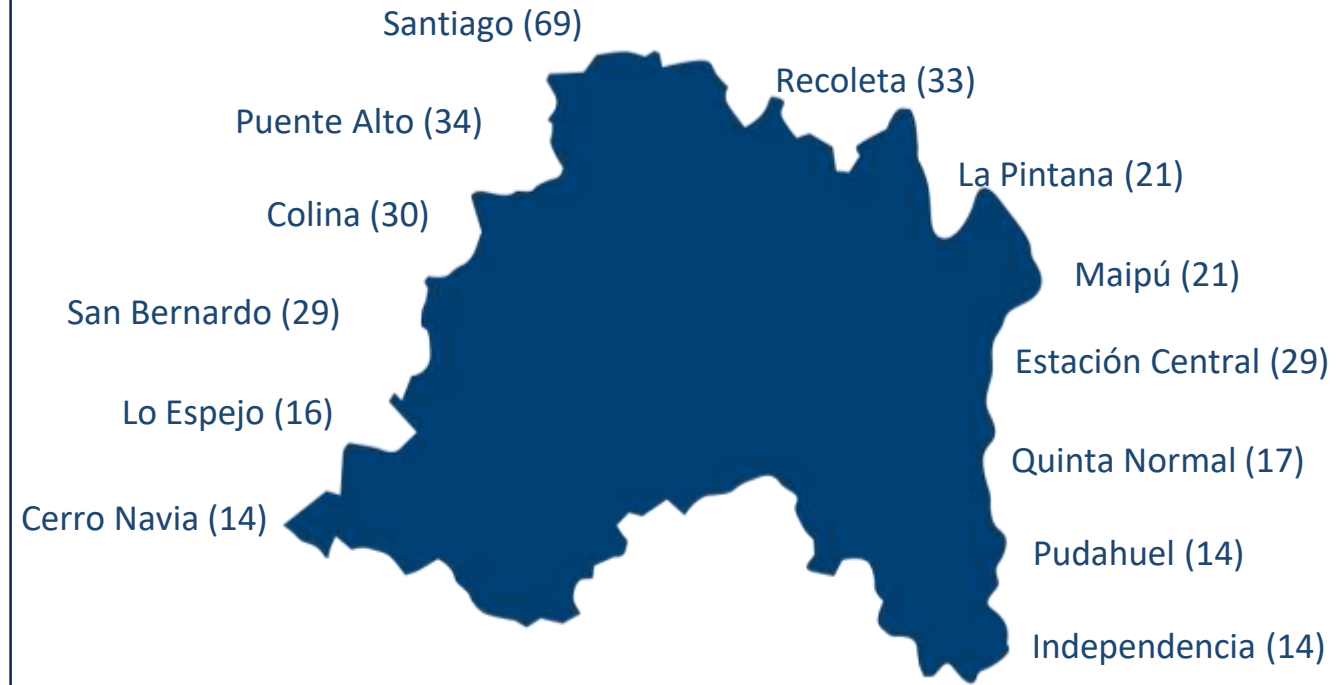 Santiago (69)
Recoleta (33)
Puente Alto (34)
La Pintana (21)
Colina (30)
Maipú (21)
San Bernardo (29)
Estación Central (29)
Lo Espejo (16)
Quinta Normal (17)
Cerro Navia (14)
Pudahuel (14)
Independencia (14)